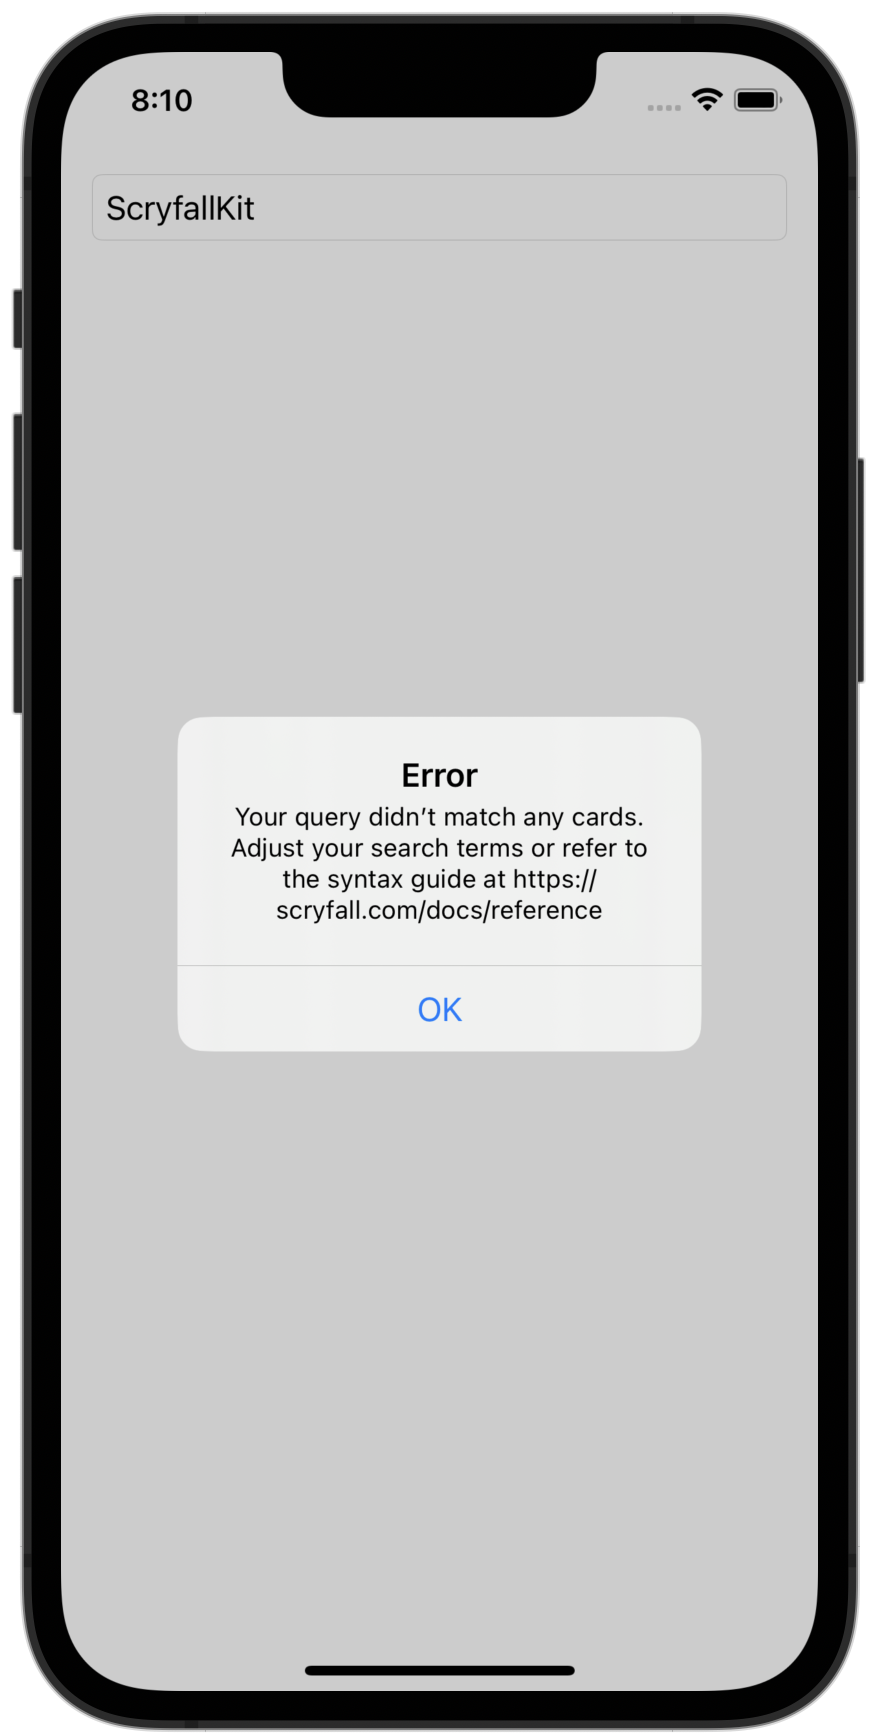 8:10
ScryfallKit
Error
Your query didn’t match any cards.
Adjust your search terms or refer to
the syntax guide at https://
scryfall.com/docs/reference
OK